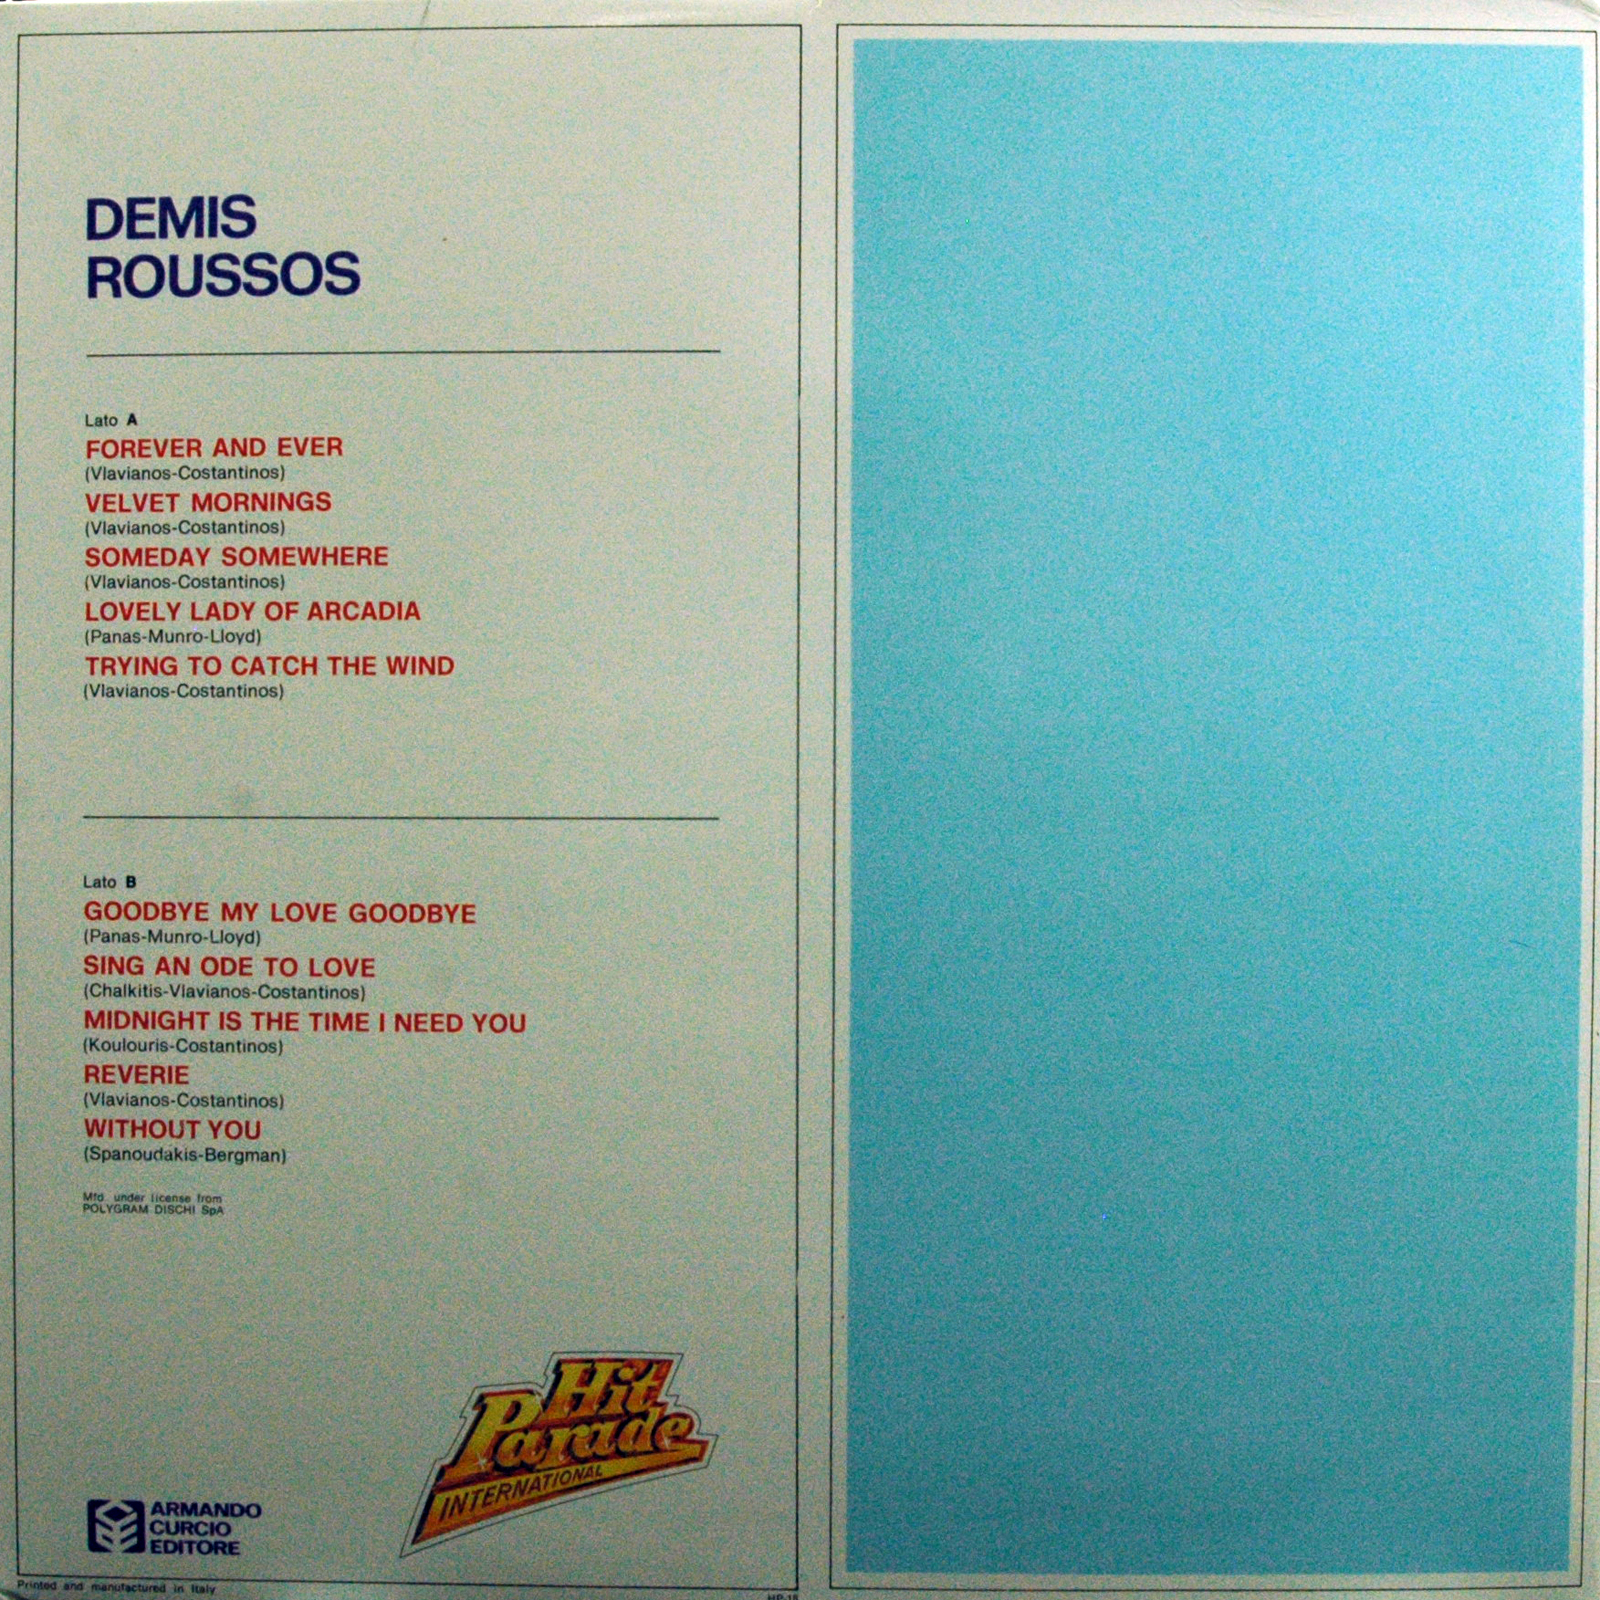 DEMIS
ROUSSOS
Lato A
FOREVER AND EVER
(Vlavianos-Costantinos)
VELVET MORNINGS
(Vlavianos-Costantinos)
SOMEDAY SOMEWHERE
(Vlavianos-Costantinos)
LOVELY LADY OF ARCADIA
(Panas-Munro-Lloyd)
TRYING TO CATCH THE WIND
(Vlavianos-Costantinos)
Lato B
GOODBYE MY LOVE GOODBYE
(Panas-Munro-Lloyd)
SING AN ODE TO LOVE
(Chalkitis-Vlavianos-Costantinos)
MIDNIGHT IS THE TIME I NEED YOU
(Koulouris-Costantinos)
REVERIE
(Vlavianos-Costantinos)
WITHOUT YOU
(Spanoudakis-Bergman)
Mfd. under license from
POLYGRAM DISCHI SpA
Hit
Parade
INTERNATIONAL
ARMANDO
CURCIO
EDITORE
Printed and manufactured in Italy